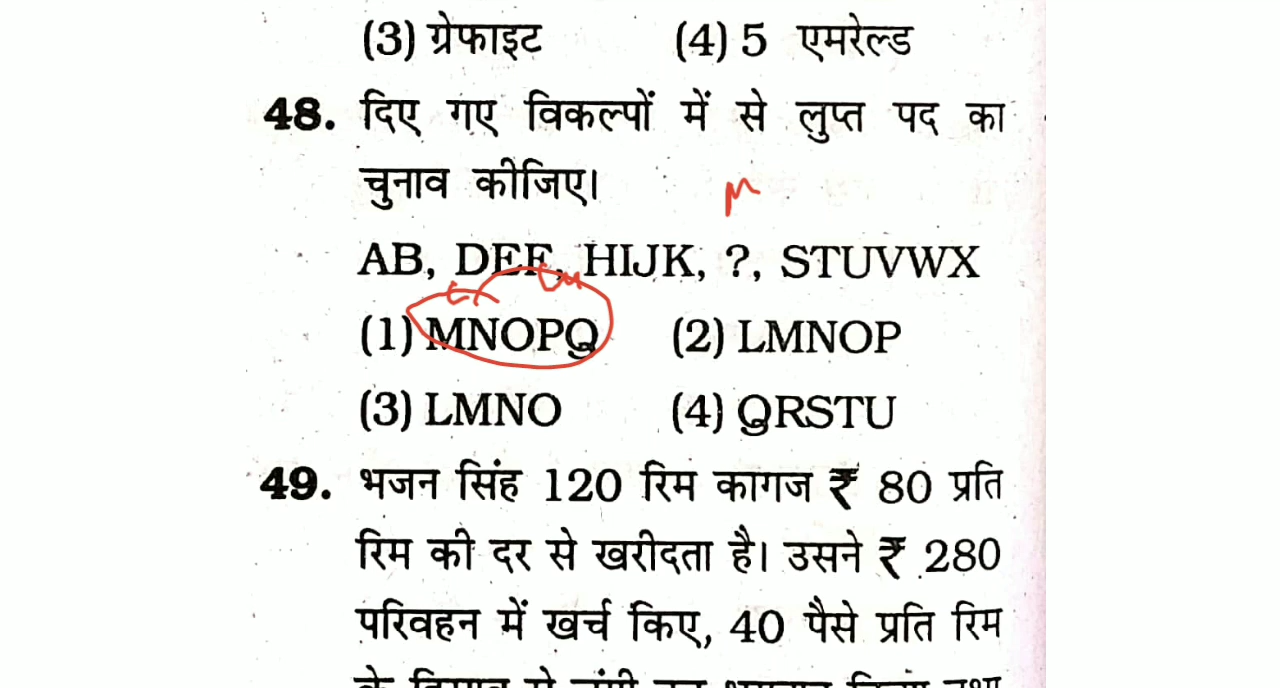 (3) ग्रेफाइट (4) 5 एमरेल्ड
48. दिए गए विकल्पों में से लुप्त पद का
चुनाव कीजिए।
AB, DEF, HIJK, ?, STUVWX
(1) MNOPQ (2) LMNOP
(3) LMNO (4) QRSTU
49. भजन सिंह 120 रिम कागज ₹ 80 प्रति
रिम की दर से खरीदता है। उसने ₹ 280
परिवहन में खर्च किए, 40 पैसे प्रति रिम